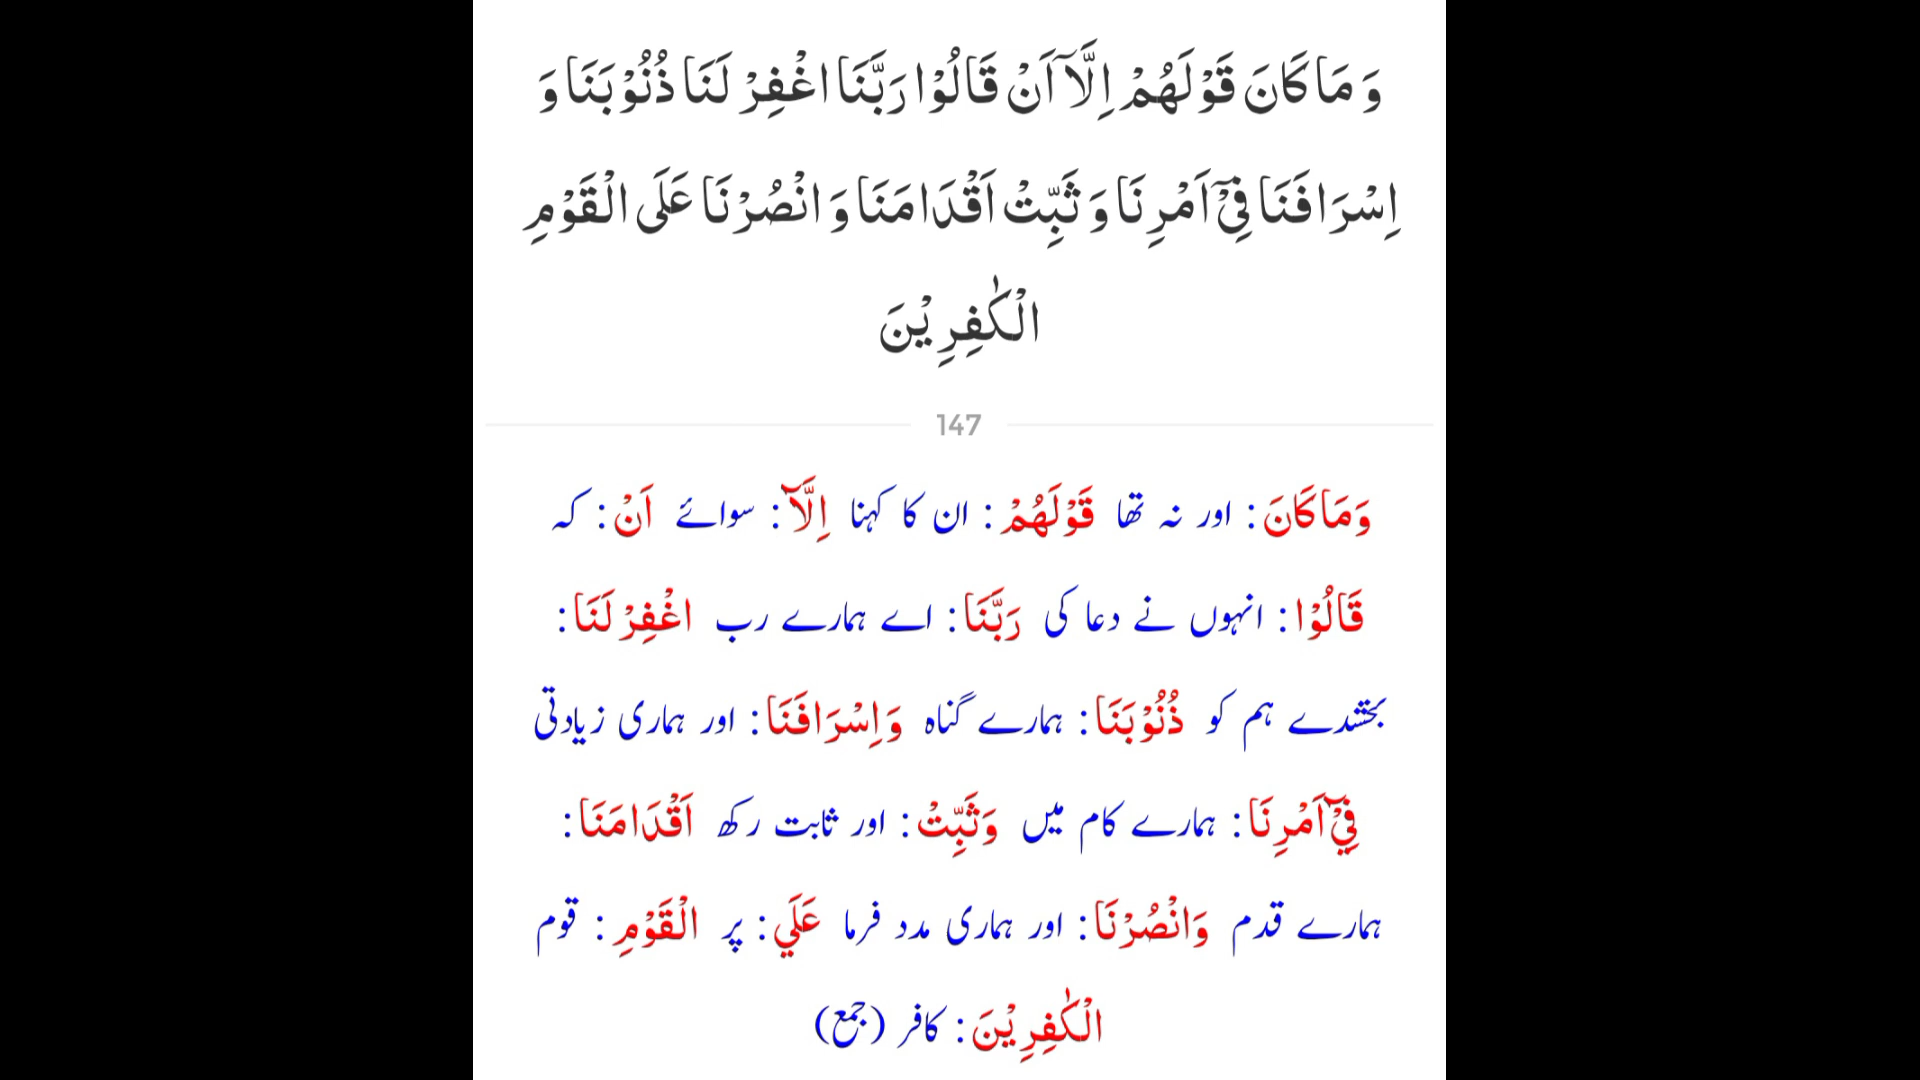 وَ مَا كَانَ قَوْلَهُمْ اِلَّاۤ اَنْ قَالُوْا رَبَّنَا اغْفِرْ لَنَا ذُنُوْبَنَا وَ
اِسْرَافَنَا فِیْۤ اَمْرِنَا وَ ثَبِّتْ اَقْدَامَنَا وَ انْصُرْنَا عَلَى الْقَوْمِ
الْكٰفِرِیْنَ
147
وَمَا كَانَ : اور نہ تھا قَوْلَهُمْ : ان کا کہنا اِلَّآ : سوائے اَنْ : کہ
قَالُوْا : انہوں نے دعا کی رَبَّنَا : اے ہمارے رب اغْفِرْ لَنَا :
بخشدے ہم کو ذُنُوْبَنَا : ہمارے گناہ وَ اِسْرَافَنَا : اور ہماری زیادتی
فِيْٓ اَمْرِنَا : ہمارے کام میں وَثَبِّتْ : اور ثابت رکھ اَقْدَامَنَا :
ہمارے قدم وَانْصُرْنَا : اور ہماری مدد فرما عَلَي : پر الْقَوْمِ : قوم
الْكٰفِرِيْنَ : کافر (جمع)